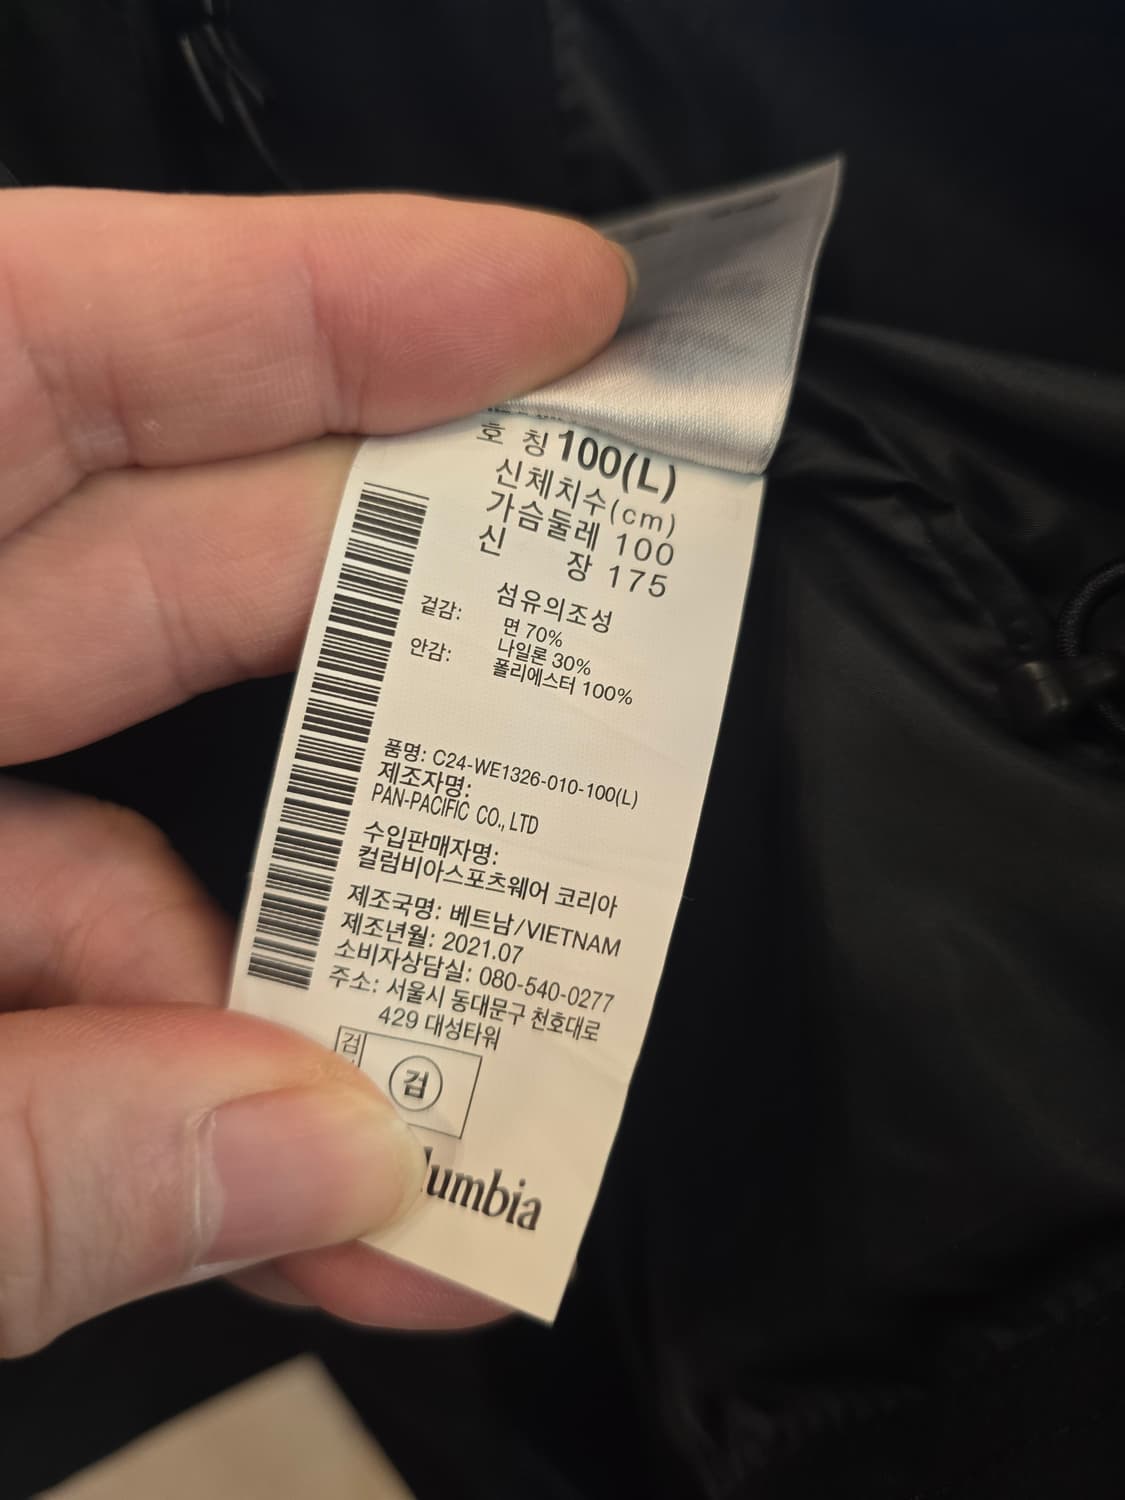 호 칭 100(L)
신체치수(cm)
가슴둘레 100
신 장 175
섬유의조성
겉감: 면 70%
나일론 30%
안감: 폴리에스터 100%
품명: C24-WE1326-010-100(L)
제조자명:
PAN-PACIFIC CO., LTD
수입판매자명:
컬럼비아스포츠웨어 코리아
제조국명: 베트남/VIETNAM
제조년월: 2021.07
소비자상담실: 080-540-0277
주소: 서울시 동대문구 천호대로
429 대성타워
검
검
lumbia